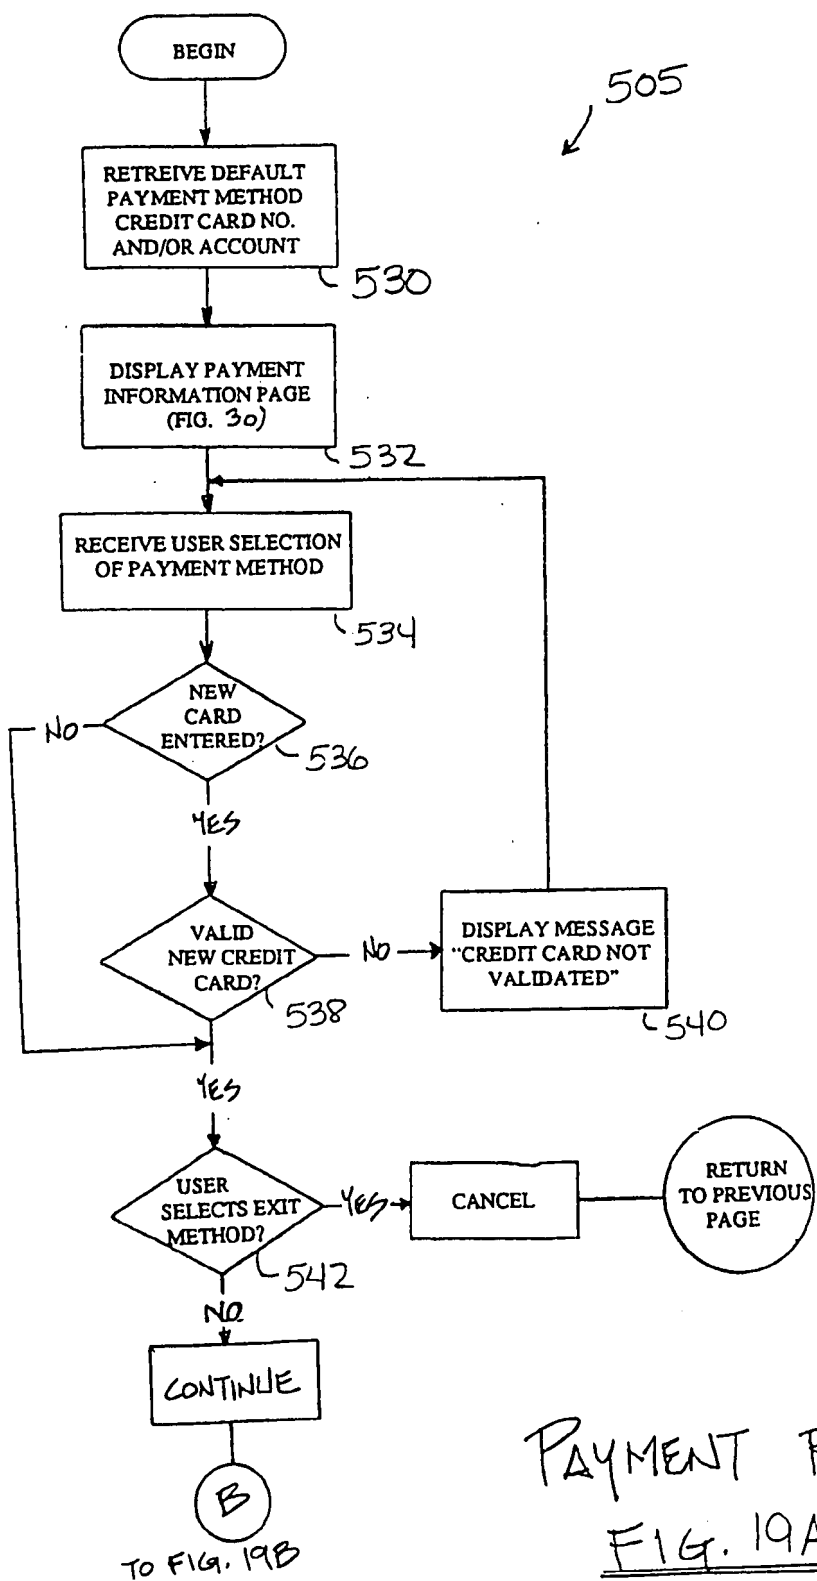 BEGIN
505
RETREIVE DEFAULT
PAYMENT METHOD
CREDIT CARD NO.
AND/OR ACCOUNT
530
DISPLAY PAYMENT
INFORMATION PAGE
(FIG. 30)
532
RECEIVE USER SELECTION
OF PAYMENT METHOD
534
NEW
CARD
ENTERED?
NO
536
YES
VALID
NEW CREDIT
CARD?
538
NO
DISPLAY MESSAGE
"CREDIT CARD NOT
VALIDATED"
540
YES
USER
SELECTS EXIT
METHOD?
542
YES
CANCEL
RETURN
TO PREVIOUS
PAGE
NO
CONTINUE
B
TO FIG. 19B
PAYMENT
FIG. 19A